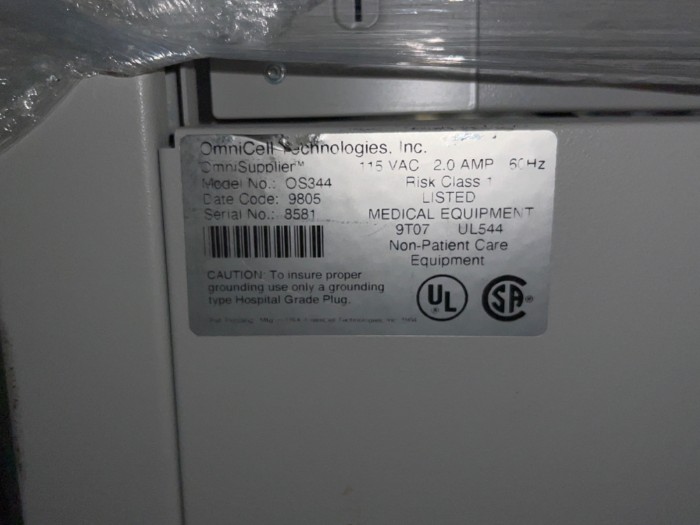 OmniCell Technologies, Inc.
OmniSupplier™ 115 VAC 2.0 AMP 60Hz
Model No.: OS344 Risk Class 1
Date Code: 9805 LISTED
Serial No.: 8581 MEDICAL EQUIPMENT
9T07 UL544
Non-Patient Care
Equipment
CAUTION: To insure proper
grounding use only a grounding
type Hospital Grade Plug.
UL ®
SA ®